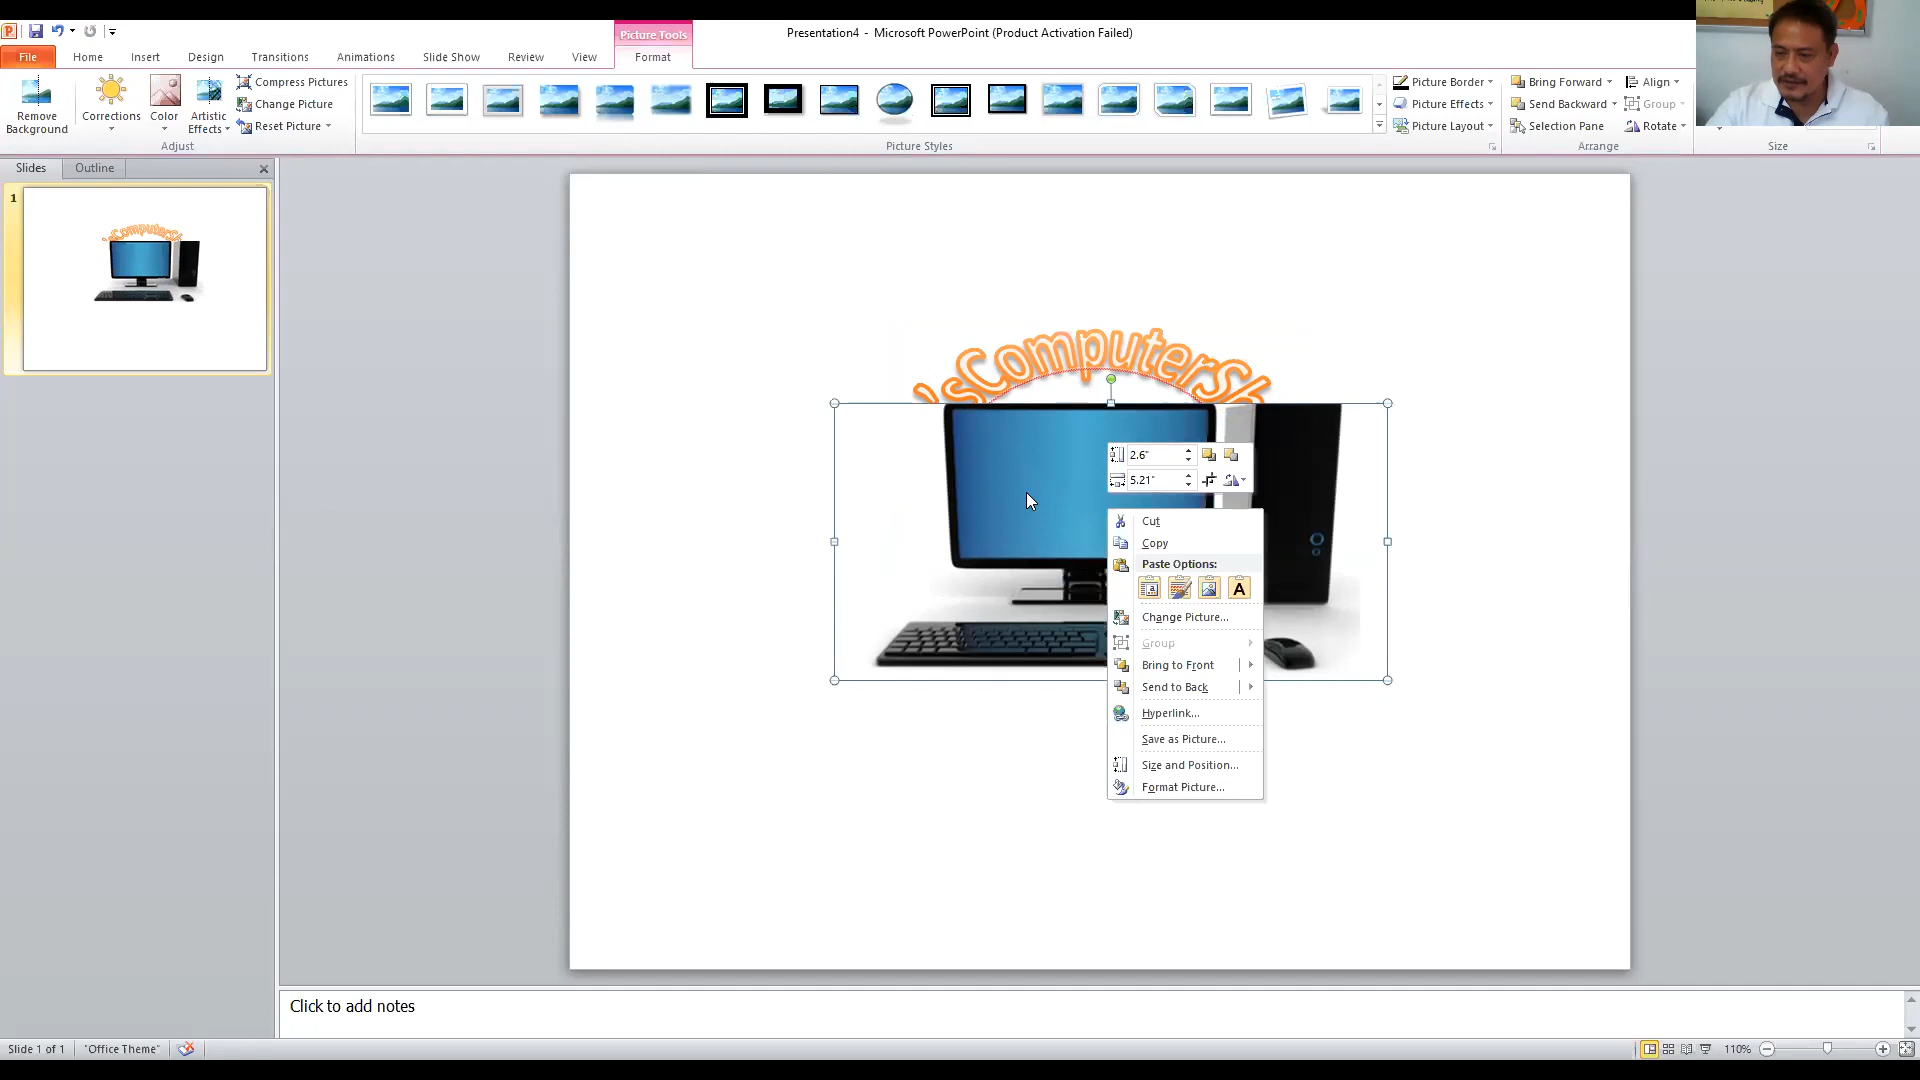 Picture Tools
Presentation4 - Microsoft PowerPoint (Product Activation Failed)
File
Home
Insert
Design
Transitions
Animations
Slide Show
Review
View
Format
Remove Background
Corrections
Color
Artistic Effects
Compress Pictures
Change Picture
Reset Picture
Picture Border
Picture Effects
Picture Layout
Bring Forward
Send Backward
Selection Pane
Align
Group
Rotate
Adjust
Picture Styles
Arrange
Size
Slides
Outline
1
'sComputerSh
'sComputerSh
2.6"
5.21"
Cut
Copy
Paste Options:
A
Change Picture...
Group
Bring to Front
Send to Back
Hyperlink...
Save as Picture...
Size and Position...
Format Picture...
Click to add notes
Slide 1 of 1
"Office Theme"
110%